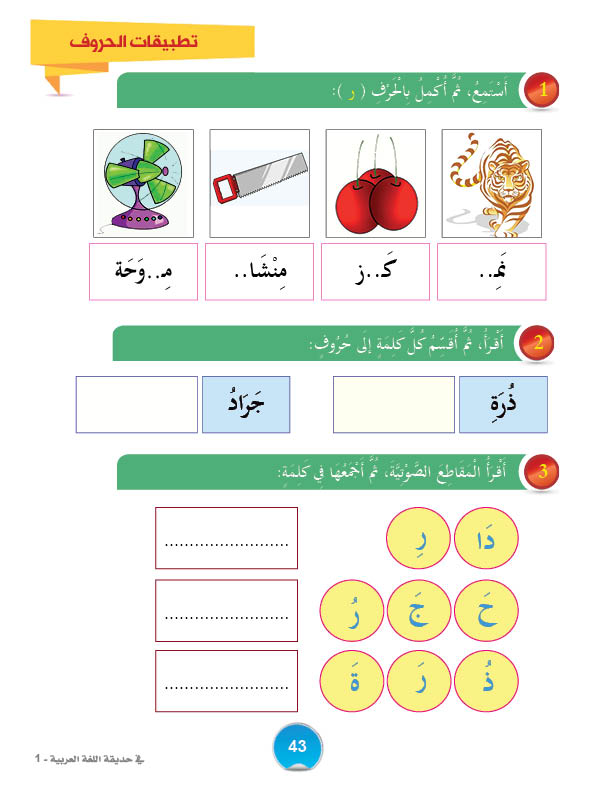 تطبيقات الحروف
1 أَسْتَمِعُ، ثُمَّ أُكْمِلُ بِالْحَرْفِ ( ر ):
نَمِـ.. كَـ..ز مِنْشَا.. مِـ..وَحَة
2 أَقْرَأُ، ثُمَّ أُقَسِّمُ كُلَّ كَلِمَةٍ إِلَى حُرُوفٍ:
ذُرَةِ جَرَادُ
3 أَقْرَأُ الْمَقَاطِعَ الصَّوْتِيَّةَ، ثُمَّ أَجْمَعُهَا فِي كَلِمَةٍ:
دَا رِ ........................
حَ جَ رُ ........................
ذُ رَ ةَ ........................
43
في حديقة اللغة العربية - 1